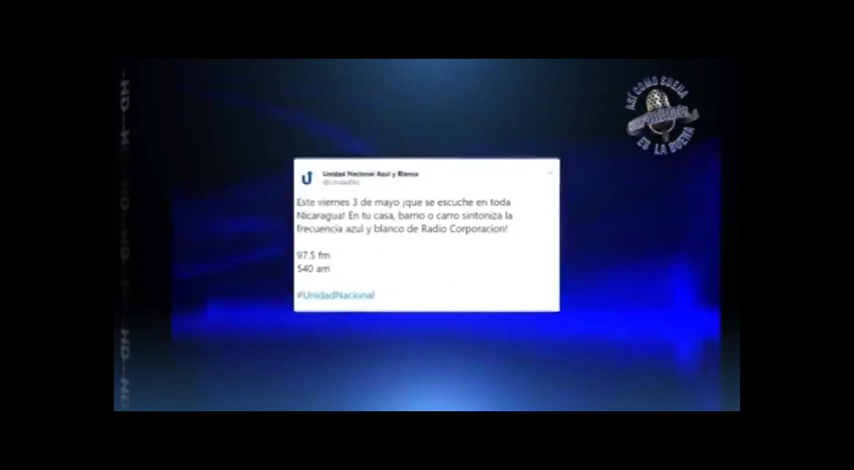 ASÍ COMO SUENA
ES LA BUENA
Unidad Nacional Azul y Blanco
Este viernes 3 de mayo ¡que se escuche en toda
Nicaragua! En tu casa, barrio o carro sintoniza la
frecuencia azul y blanco de Radio Corporacion!
97.5 fm
540 am
#UnidadNacional